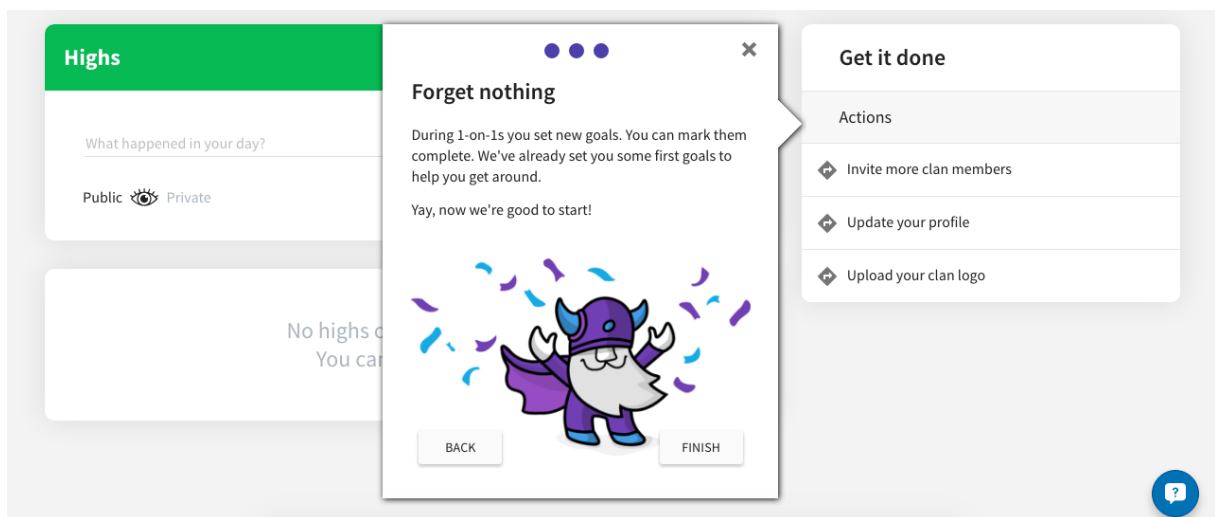 Highs
What happened in your day?
Public Private
No highs
You
Forget nothing
During 1-on-1s you set new goals. You can mark them
complete. We've already set you some first goals to
help you get around.
Yay, now we're good to start!
BACK
FINISH
Get it done
Actions
Invite more clan members
Update your profile
Upload your clan logo
?